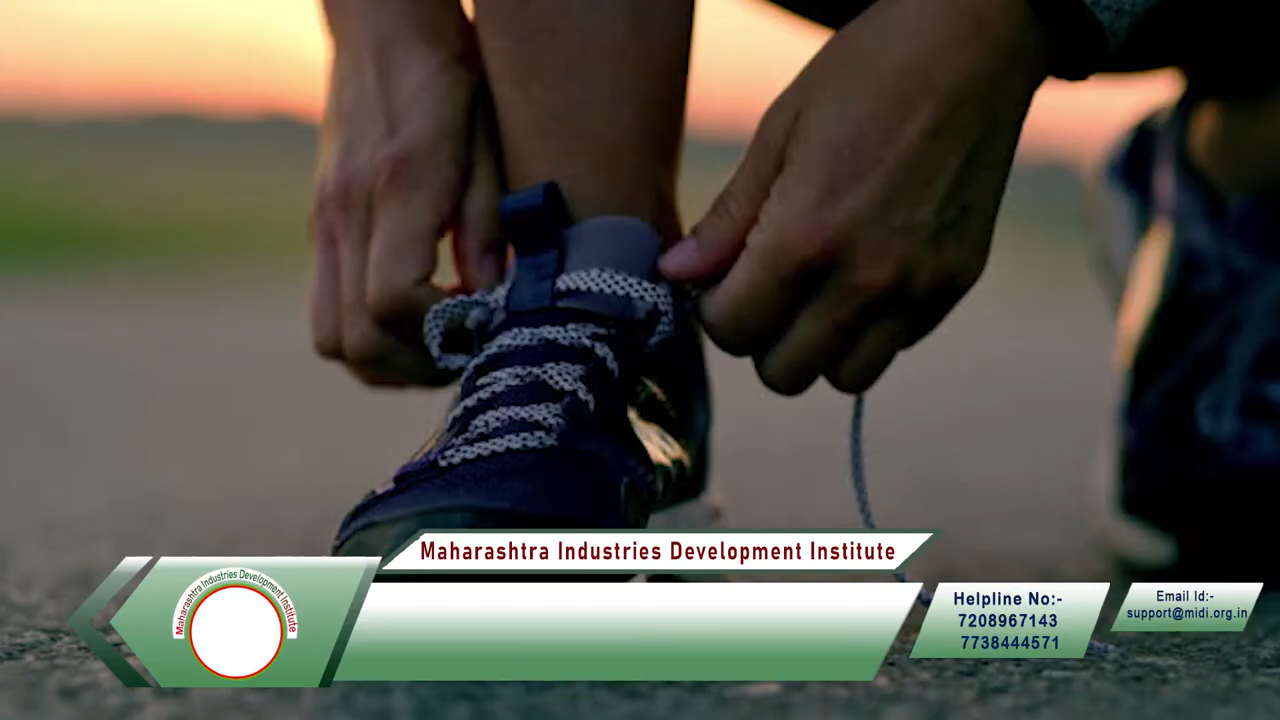 Maharashtra Industries Development Institute
Maharashtra Industries Development Institute
Helpline No:-
7208967143
7738444571
Email Id:-
support@midi.org.in